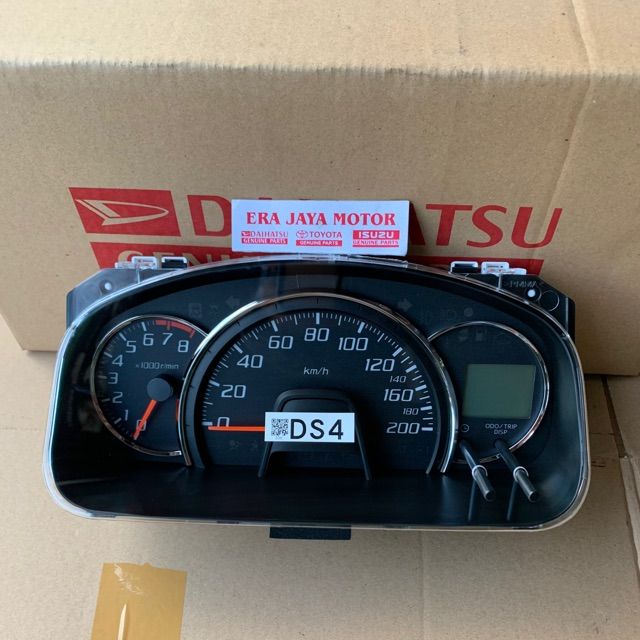 DAIHATSU
GENUINE
ERA JAYA MOTOR
DAIHATSU
GENUINE PARTS
TOYOTA
GENUINE PARTS
ISUZU
GENUINE PARTS
0 1 2 3 4 5 6 7 8
×1000r/min
0 20 40 60 80 100 120 140 160 180 200
km/h
DS4
ODO/TRIP
DISP.